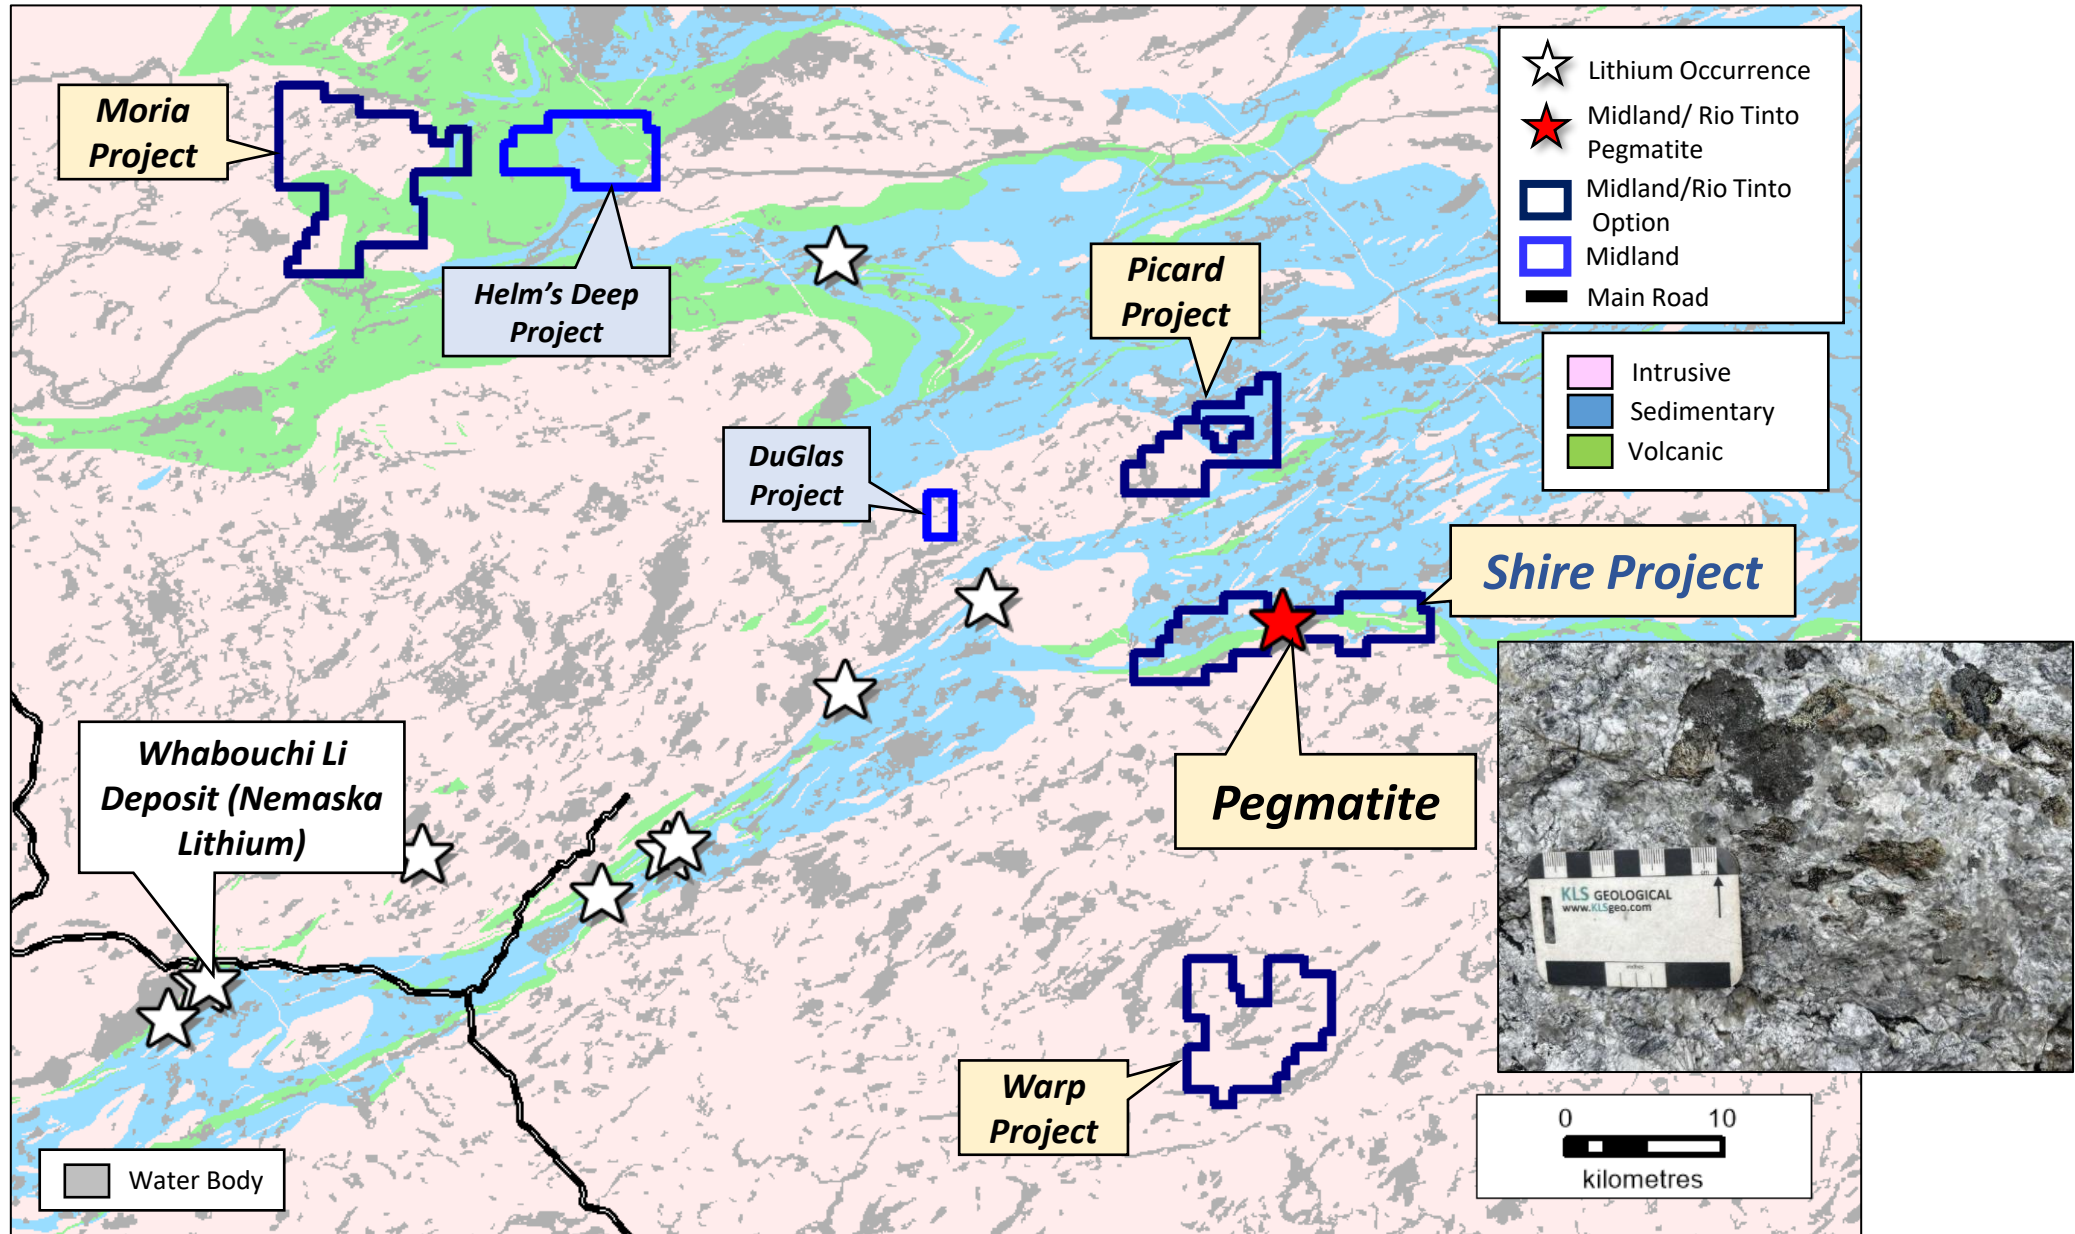 Moria
Project
Helm's Deep
Project
Picard
Project
DuGlas
Project
Shire Project
Pegmatite
Whabouchi Li
Deposit (Nemaska
Lithium)
Warp
Project
Water Body
Lithium Occurrence
Midland/ Rio Tinto
Pegmatite
Midland/Rio Tinto
Option
Midland
Main Road
Intrusive
Sedimentary
Volcanic
cm
KLS GEOLOGICAL
www.KLSgeo.com
inches
0 10
kilometres